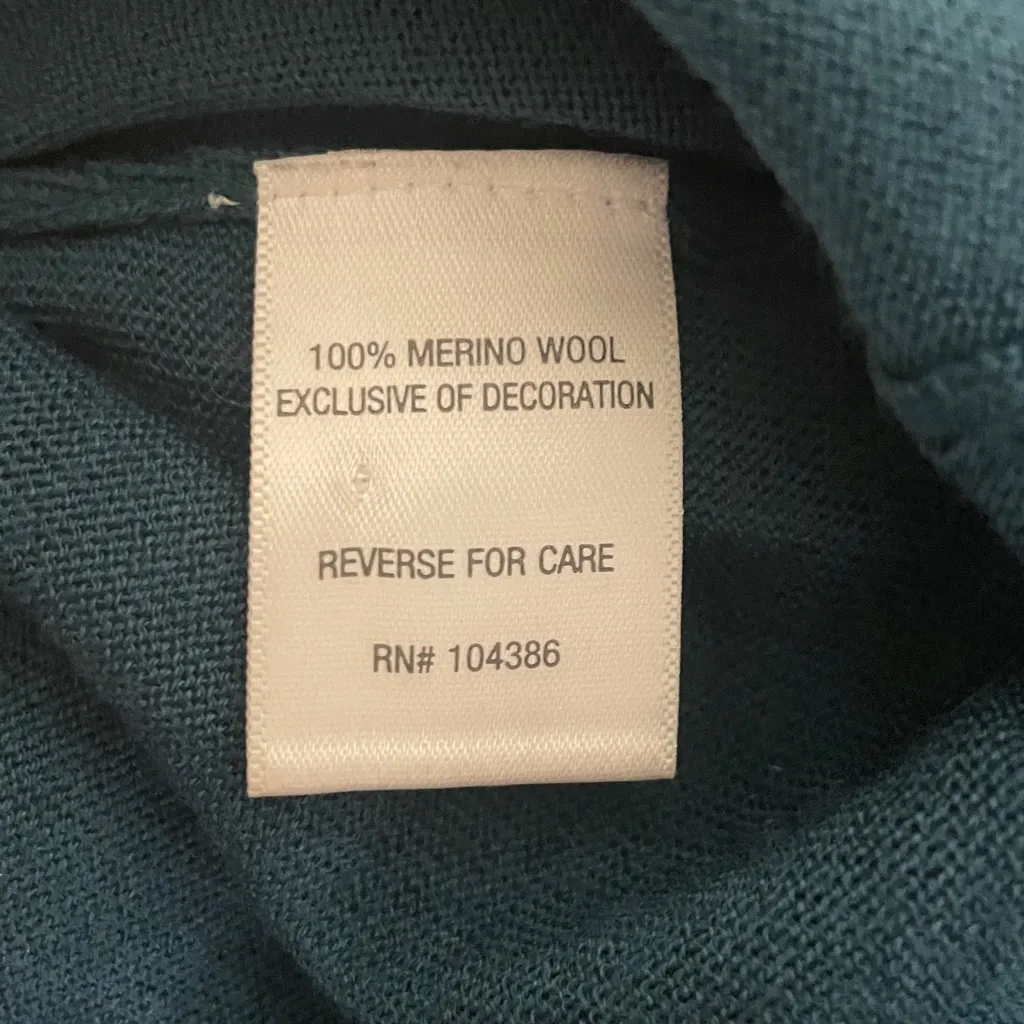 100% MERINO WOOL
EXCLUSIVE OF DECORATION
REVERSE FOR CARE
RN# 104386